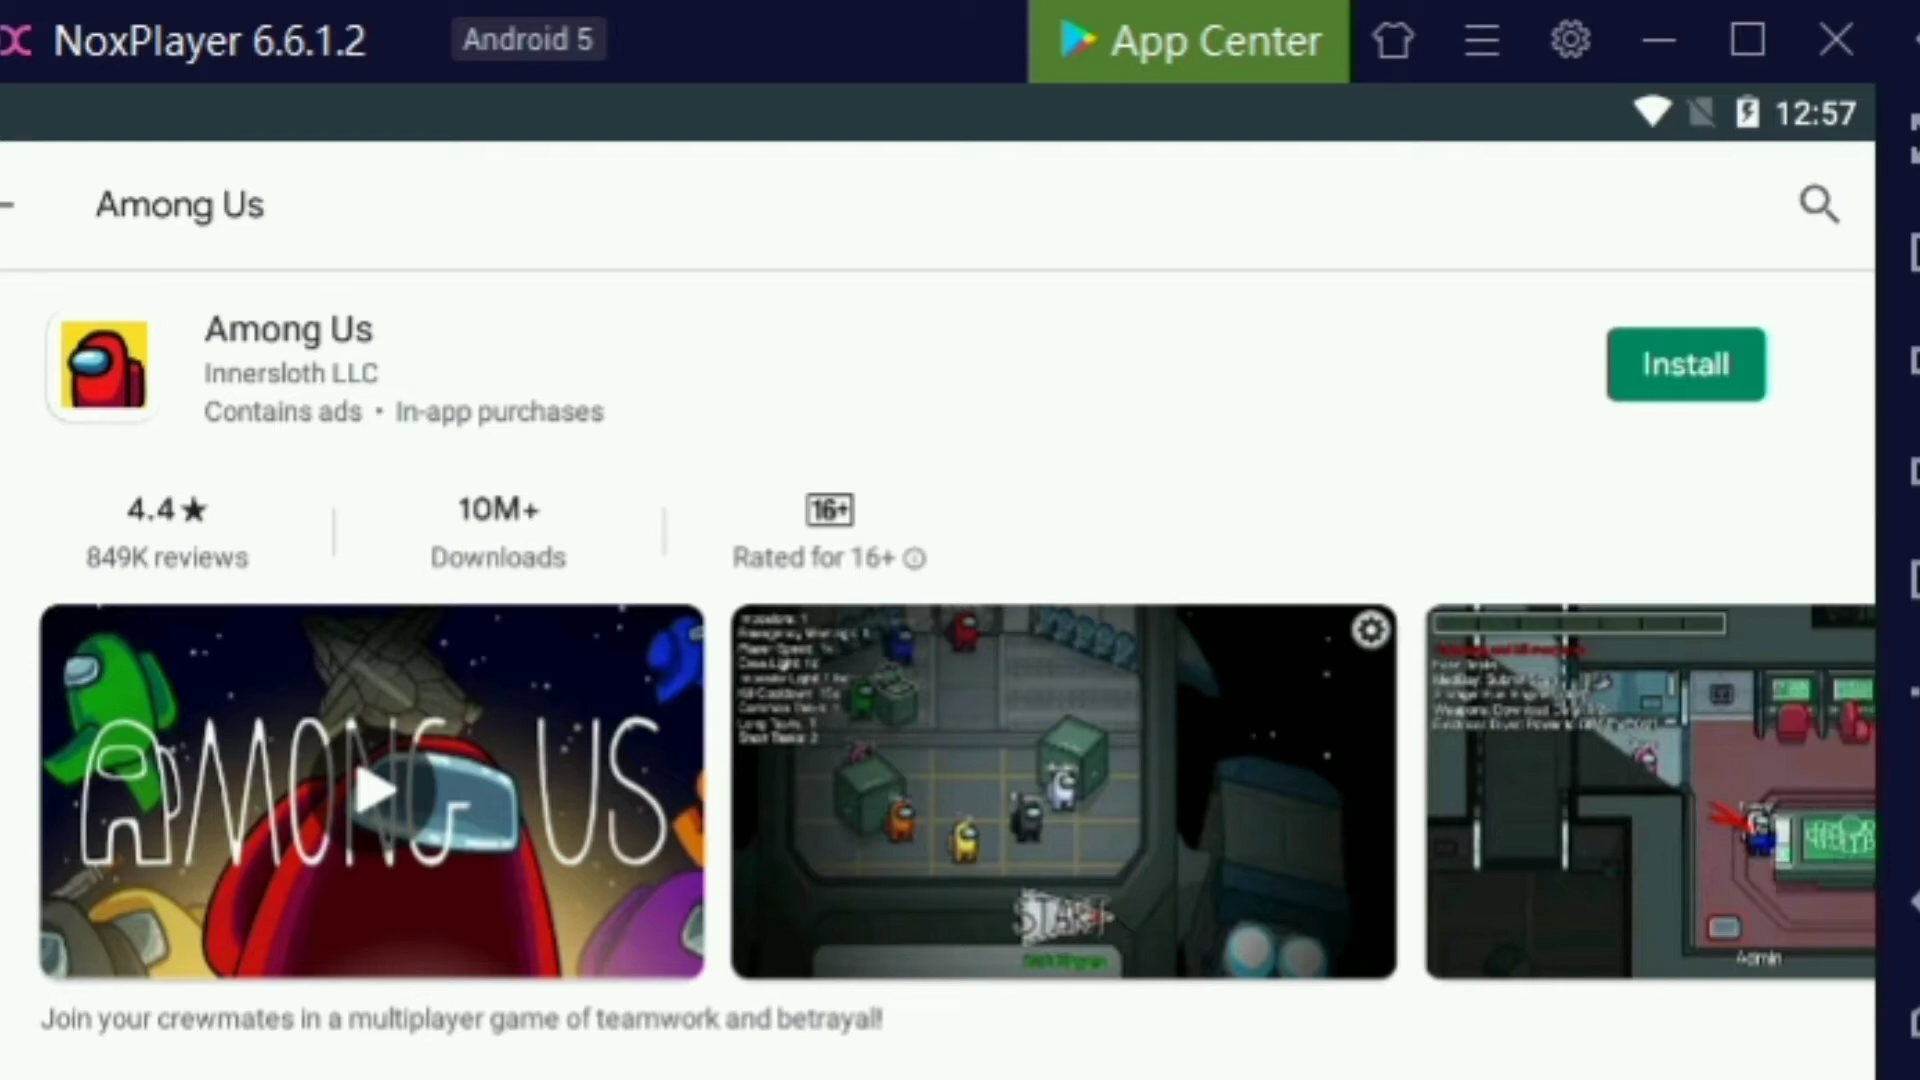 NoxPlayer 6.6.1.2
Android 5
App Center
12:57
Among Us
Among Us
Install
Innersloth LLC
Contains ads • In-app purchases
4.4★
10M+
16+
849K reviews
Downloads
Rated for 16+
AMONG US
START
Admin
Join your crewmates in a multiplayer game of teamwork and betrayal!